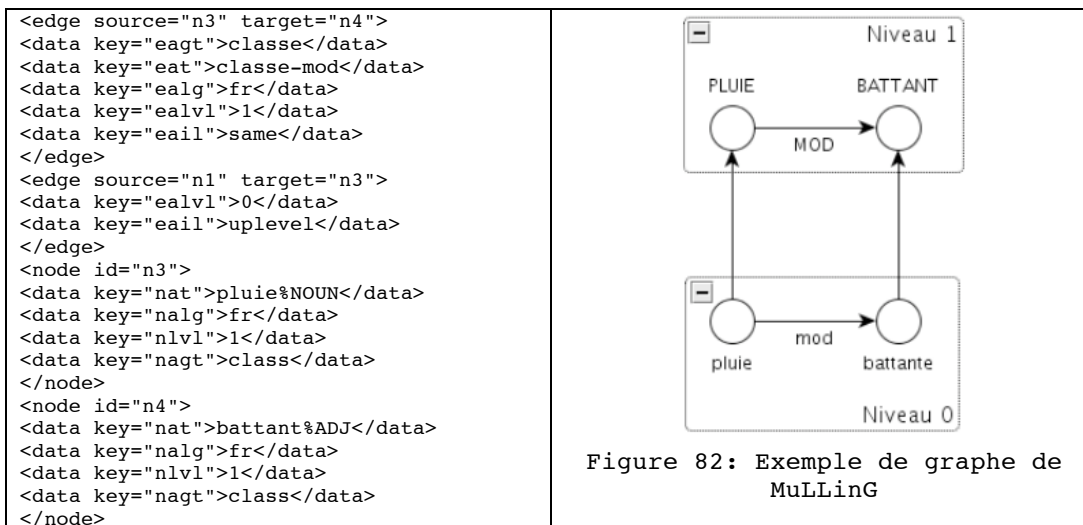 <edge source="n3" target="n4">
<data key="eagt">classe</data>
<data key="eat">classe-mod</data>
<data key="ealg">fr</data>
<data key="ealvl">1</data>
<data key="eail">same</data>
</edge>
<edge source="n1" target="n3">
<data key="ealvl">0</data>
<data key="eail">uplevel</data>
</edge>
<node id="n3">
<data key="nat">pluie%NOUN</data>
<data key="nalg">fr</data>
<data key="nlvl">1</data>
<data key="nagt">class</data>
</node>
<node id="n4">
<data key="nat">battant%ADJ</data>
<data key="nalg">fr</data>
<data key="nlvl">1</data>
<data key="nagt">class</data>
</node>
Niveau 1
PLUIE BATTANT
MOD
mod
pluie battante
Niveau 0
Figure 82: Exemple de graphe de
MuLLinG